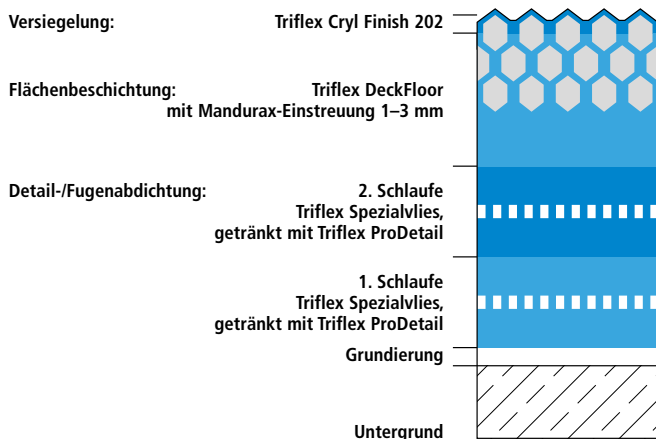 Versiegelung: Triflex Cryl Finish 202
Flächenbeschichtung: Triflex DeckFloor
mit Mandurax-Einstreuung 1–3 mm
Detail-/Fugenabdichtung: 2. Schlaufe
Triflex Spezialvlies,
getränkt mit Triflex ProDetail
1. Schlaufe
Triflex Spezialvlies,
getränkt mit Triflex ProDetail
Grundierung
Untergrund